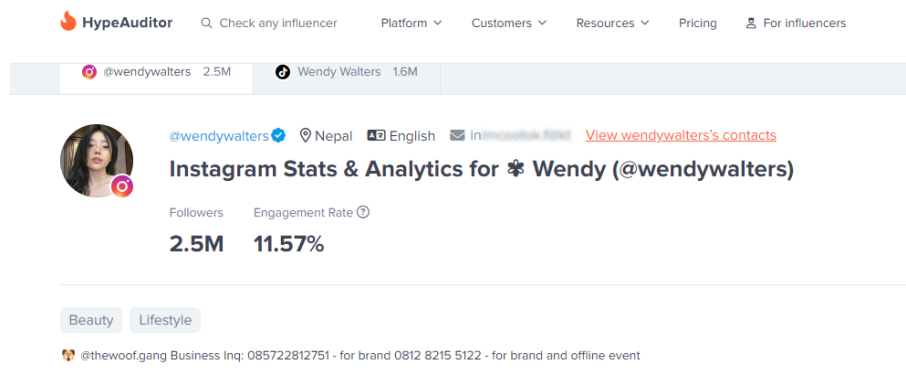 HypeAuditor Check any influencer Platform Customers Resources Pricing For influencers
@wendywalters 2.5M Wendy Walters 1.6M
@wendywalters Nepal English in View wendywalters's contacts
Instagram Stats & Analytics for ✾ Wendy (@wendywalters)
Followers Engagement Rate
2.5M 11.57%
Beauty Lifestyle
@thewoof.gang Business Inq: 085722812751 - for brand 0812 8215 5122 - for brand and offline event